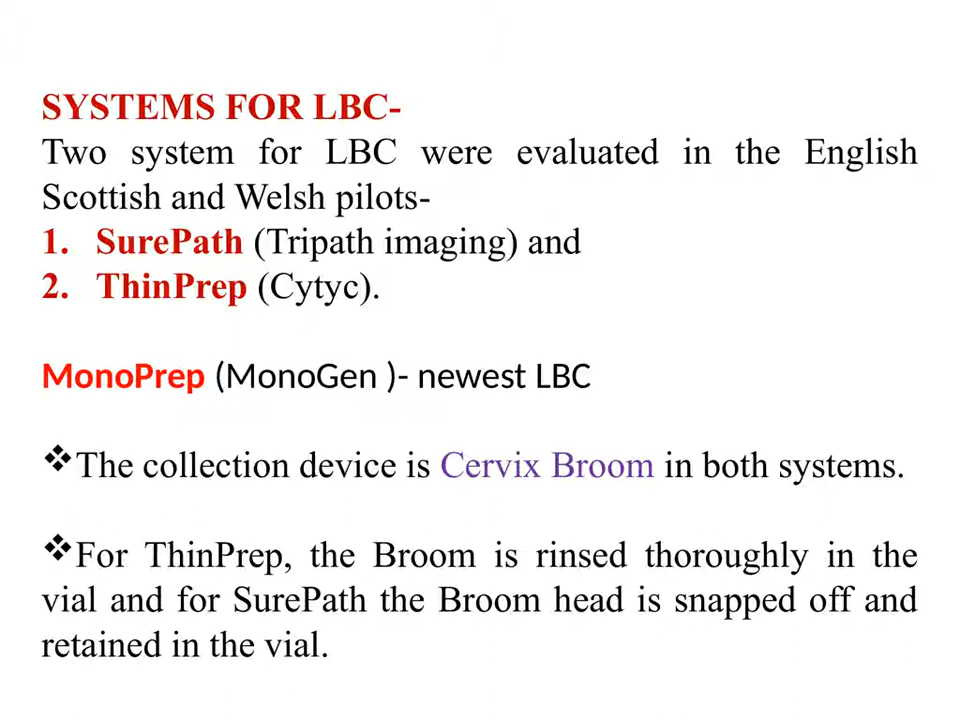 SYSTEMS FOR LBC-
Two system for LBC were evaluated in the English
Scottish and Welsh pilots-
1. SurePath (Tripath imaging) and
2. ThinPrep (Cytyc).
MonoPrep (MonoGen )- newest LBC
❖The collection device is Cervix Broom in both systems.
❖For ThinPrep, the Broom is rinsed thoroughly in the
vial and for SurePath the Broom head is snapped off and
retained in the vial.